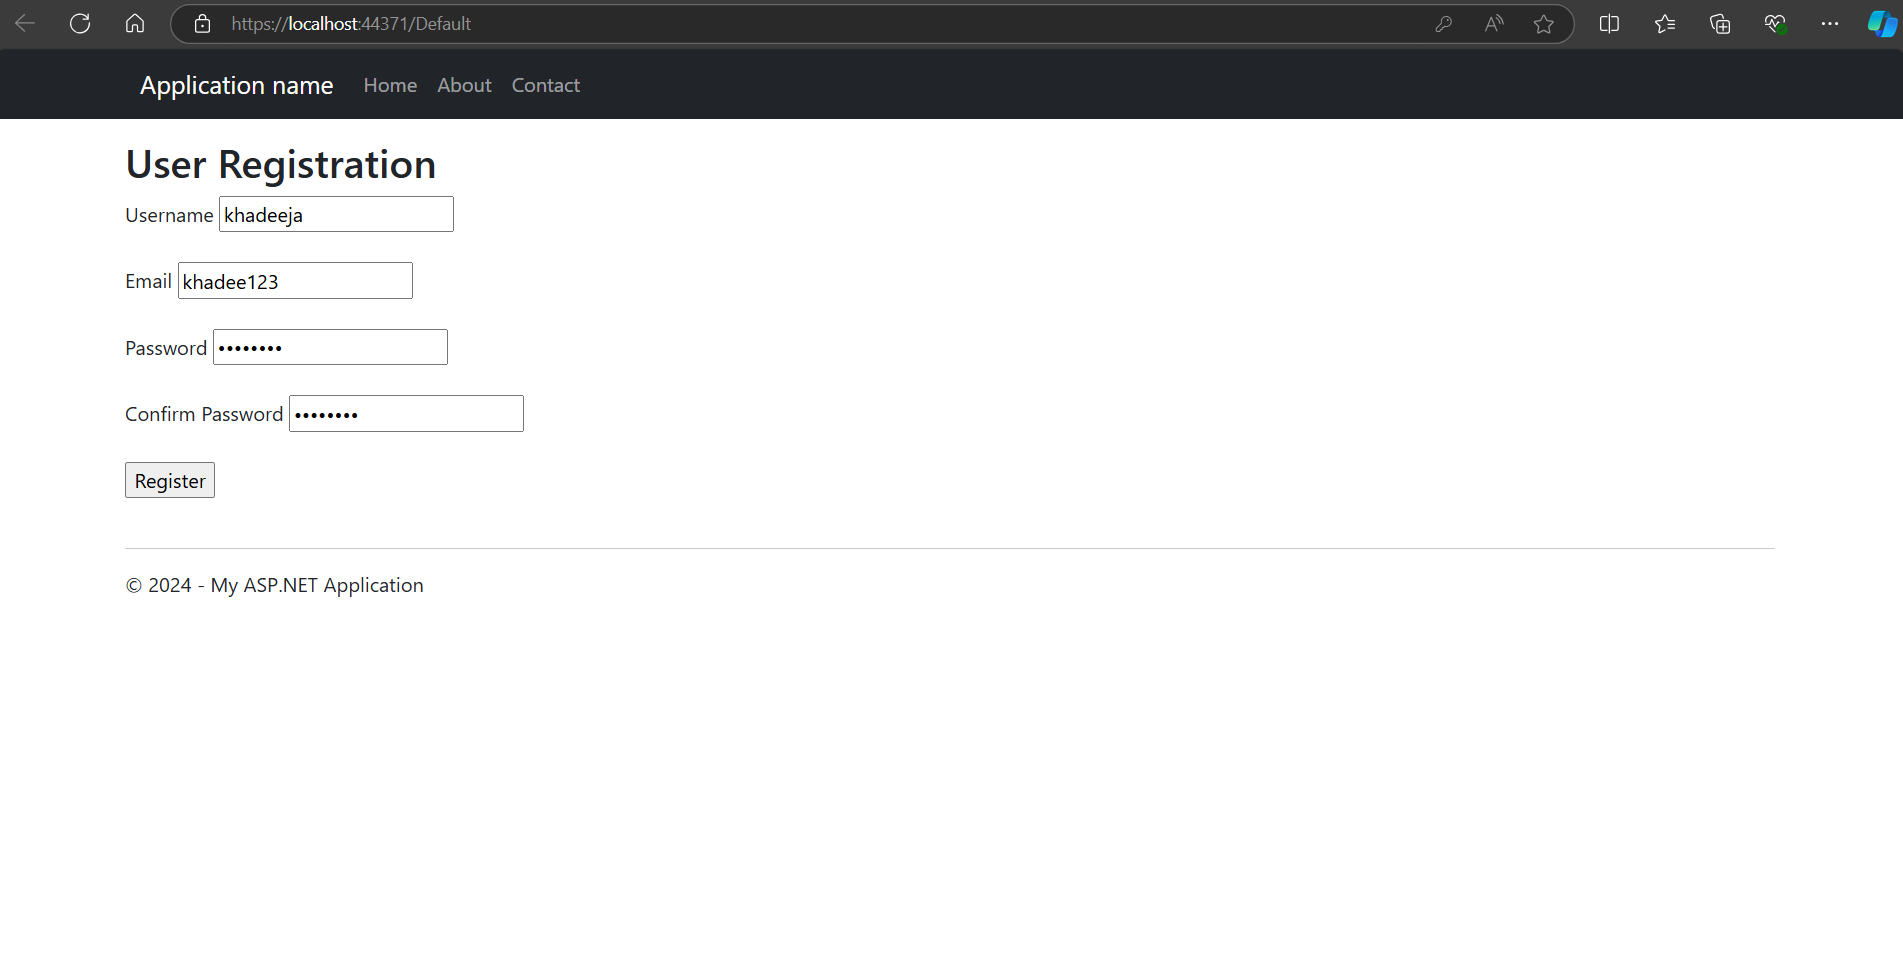 https://localhost:44371/Default
Application name Home About Contact
User Registration
Username khadeeja
Email khadee123
Password ••••••••
Confirm Password ••••••••
Register
© 2024 - My ASP.NET Application